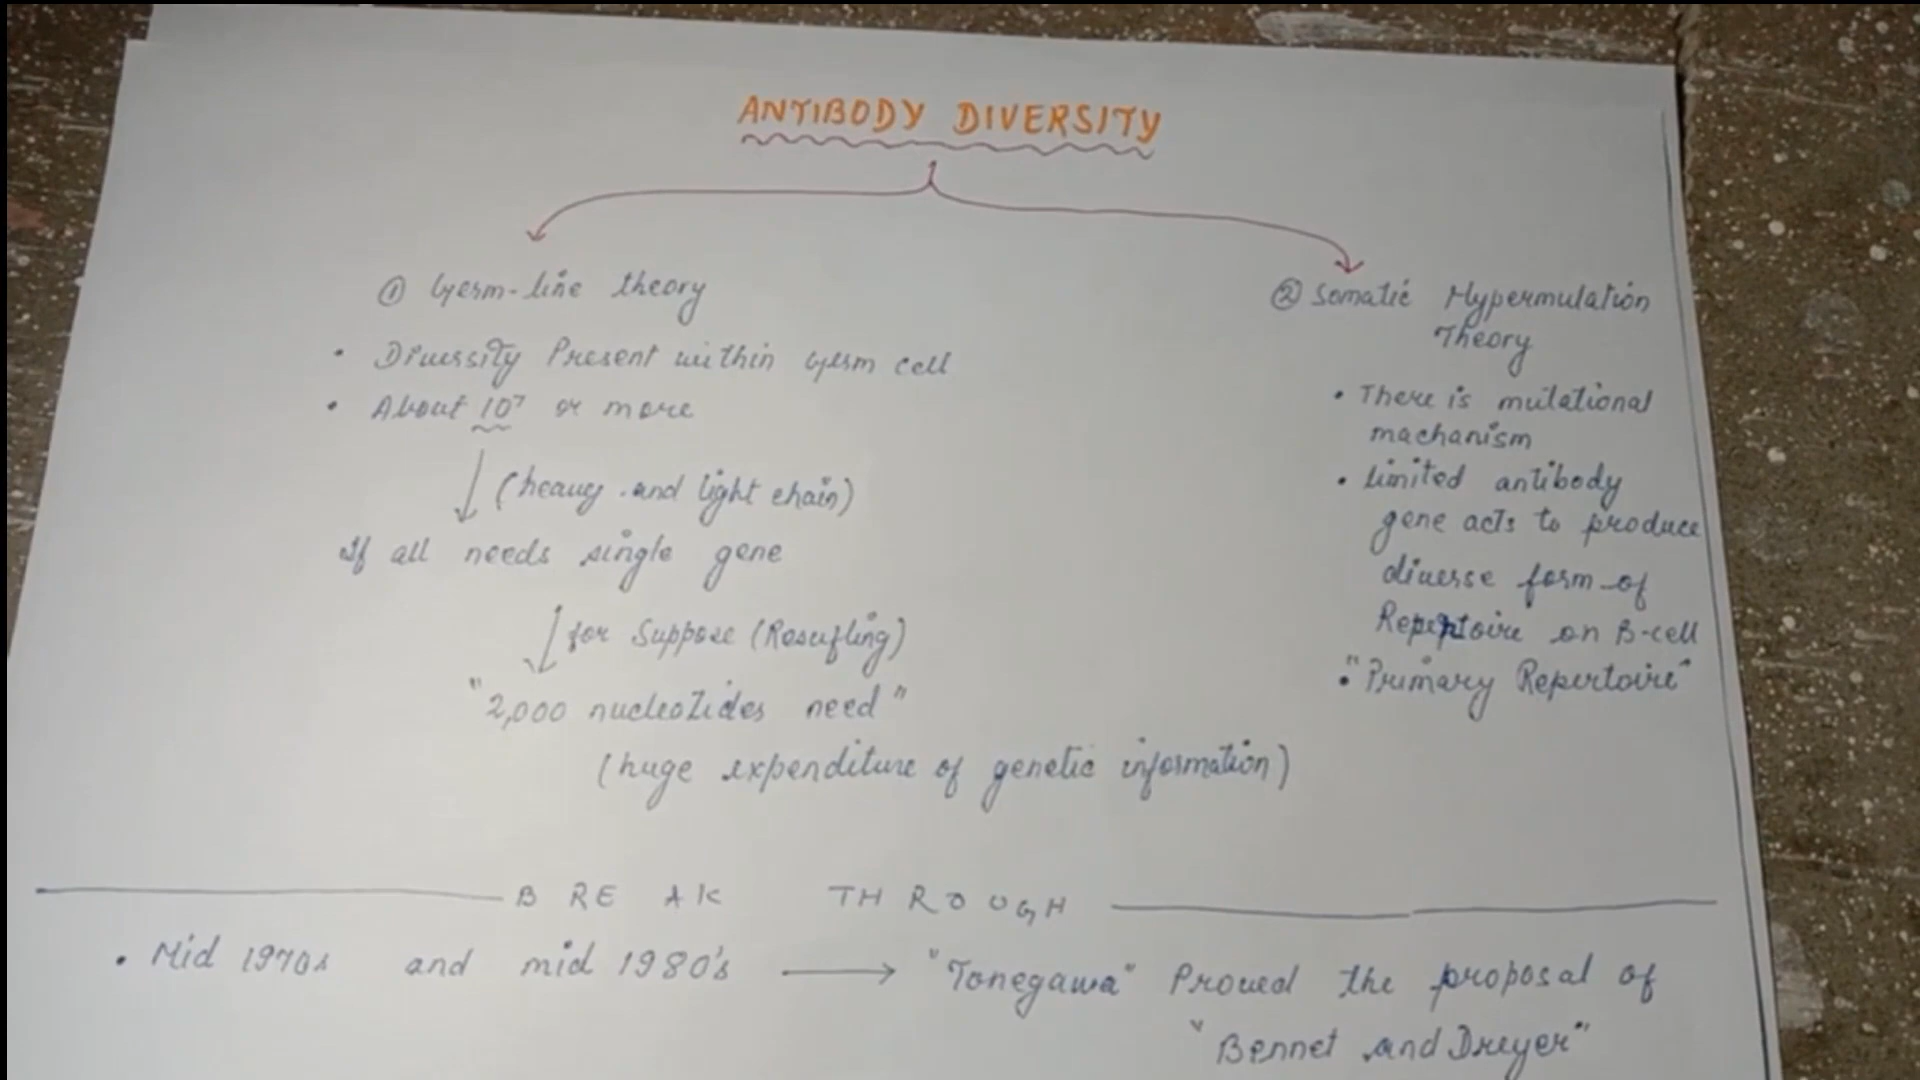 ANTIBODY DIVERSITY
① Germ-line theory
• Diversity Present within Germ cell
• About 10⁷ or more
(heavy and light chain)
If all needs single gene
for Suppose (Resufling)
"2,000 nucleotides need"
(huge expenditure of genetic information)
② Somatic Hypermutation
Theory
• There is mutational
machanism
• Limited antibody
gene acts to produce
diverse form of
Repertoire on B-cell
• "Primary Repertoire"
BREAK THROUGH
• Mid 1970s and mid 1980's → "Tonegawa" Proved the proposal of
"Bennet and Dreyer"